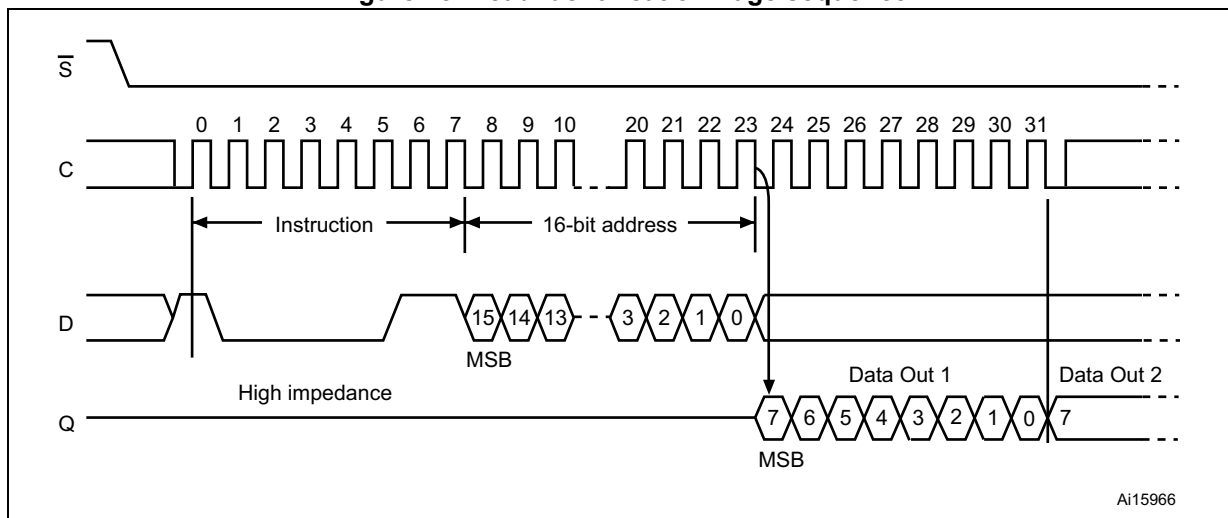 S
0 1 2 3 4 5 6 7 8 9 10 20 21 22 23 24 25 26 27 28 29 30 31
C
Instruction 16-bit address
D
15 14 13 3 2 1 0
MSB
High impedance
Data Out 1 Data Out 2
Q
7 6 5 4 3 2 1 0 7
MSB
Ai15966